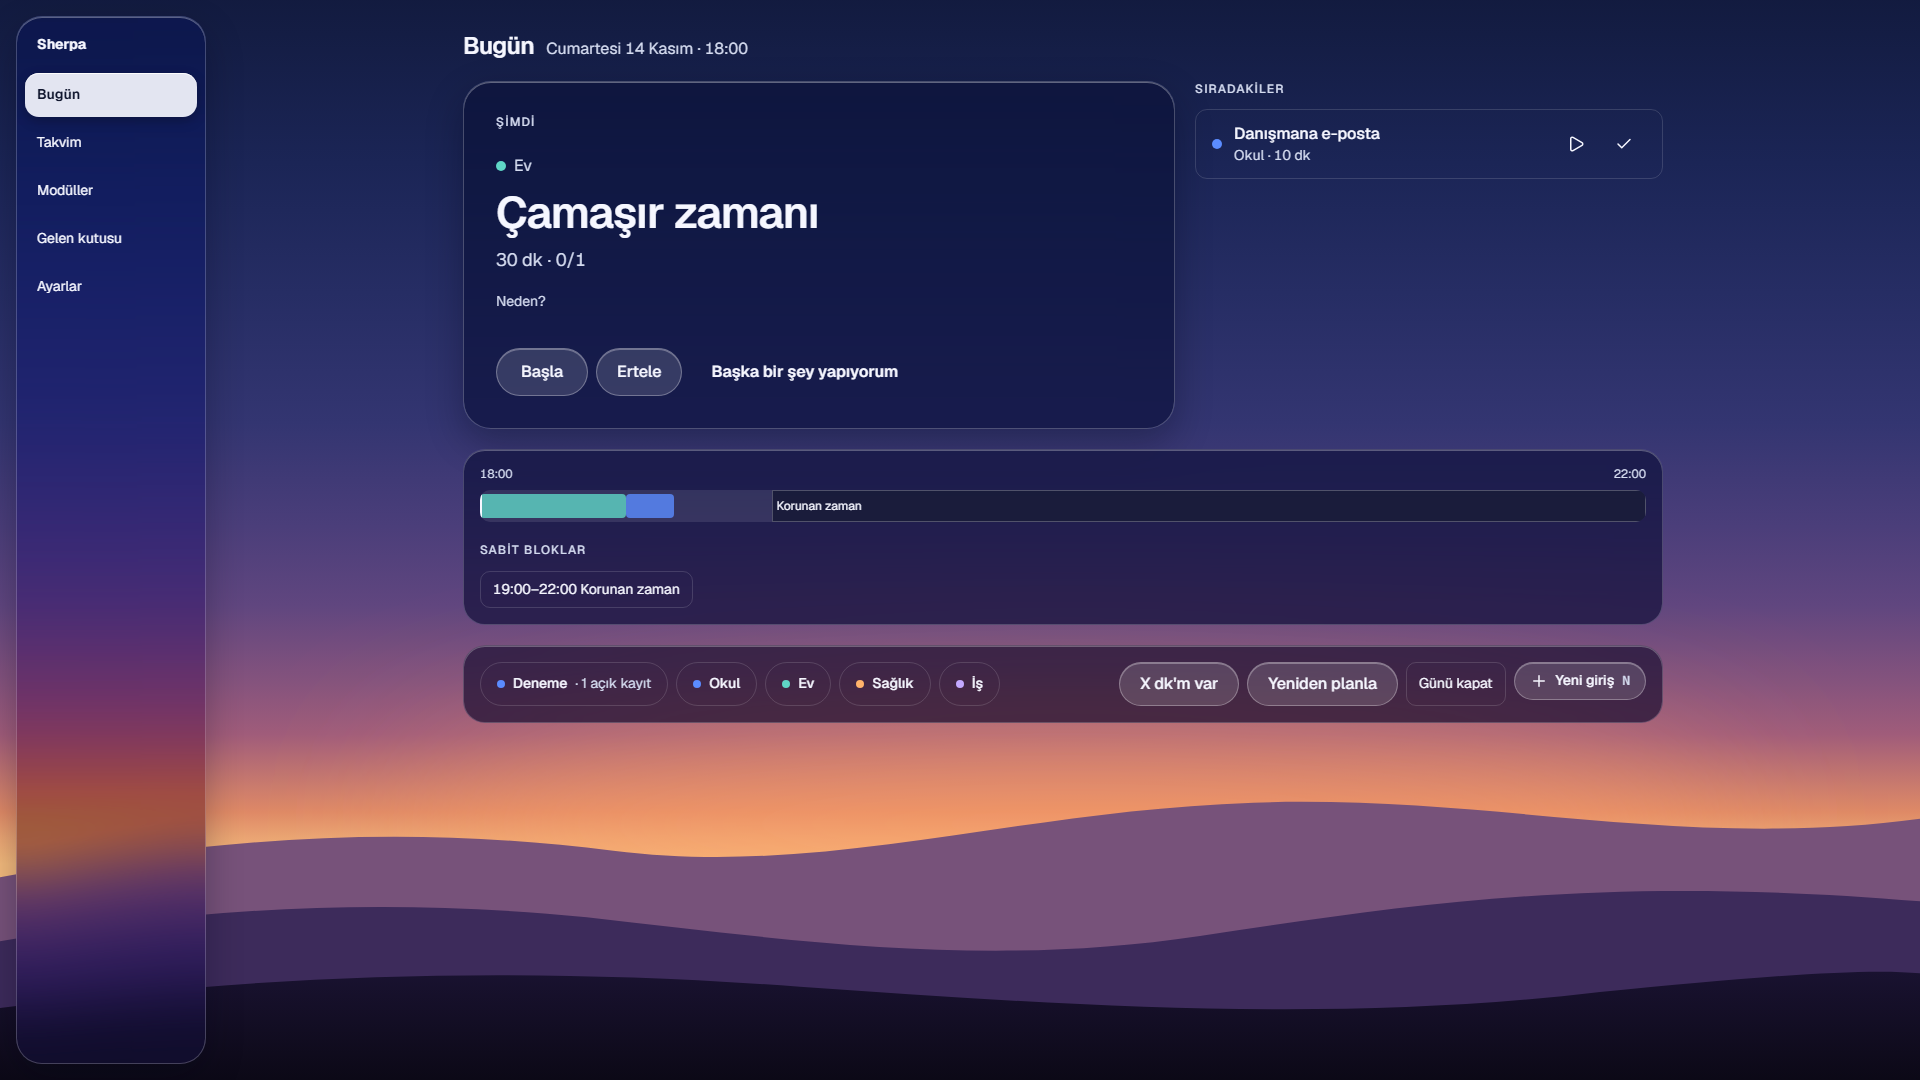 Sherpa
Bugün
Takvim
Modüller
Gelen kutusu
Ayarlar
Bugün Cumartesi 14 Kasım · 18:00
ŞİMDİ
Ev
Çamaşır zamanı
30 dk · 0/1
Neden?
Başla Ertele Başka bir şey yapıyorum
SIRADAKİLER
Danışmana e-posta
Okul · 10 dk
18:00 22:00
Korunan zaman
SABİT BLOKLAR
19:00–22:00 Korunan zaman
Deneme · 1 açık kayıt Okul Ev Sağlık İş X dk'm var Yeniden planla Günü kapat Yeni giriş N